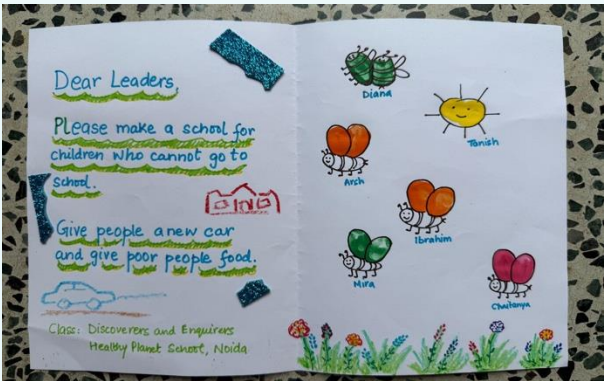 Dear Leaders,
Please make a school for
children who cannot go to
school.
Give people a new car
and give poor people food.
Class: Discoverers and Enquirers
Healthy Planet School, Noida
Diana
Tanish
Arsh
Ibrahim
Mira
Chaitanya